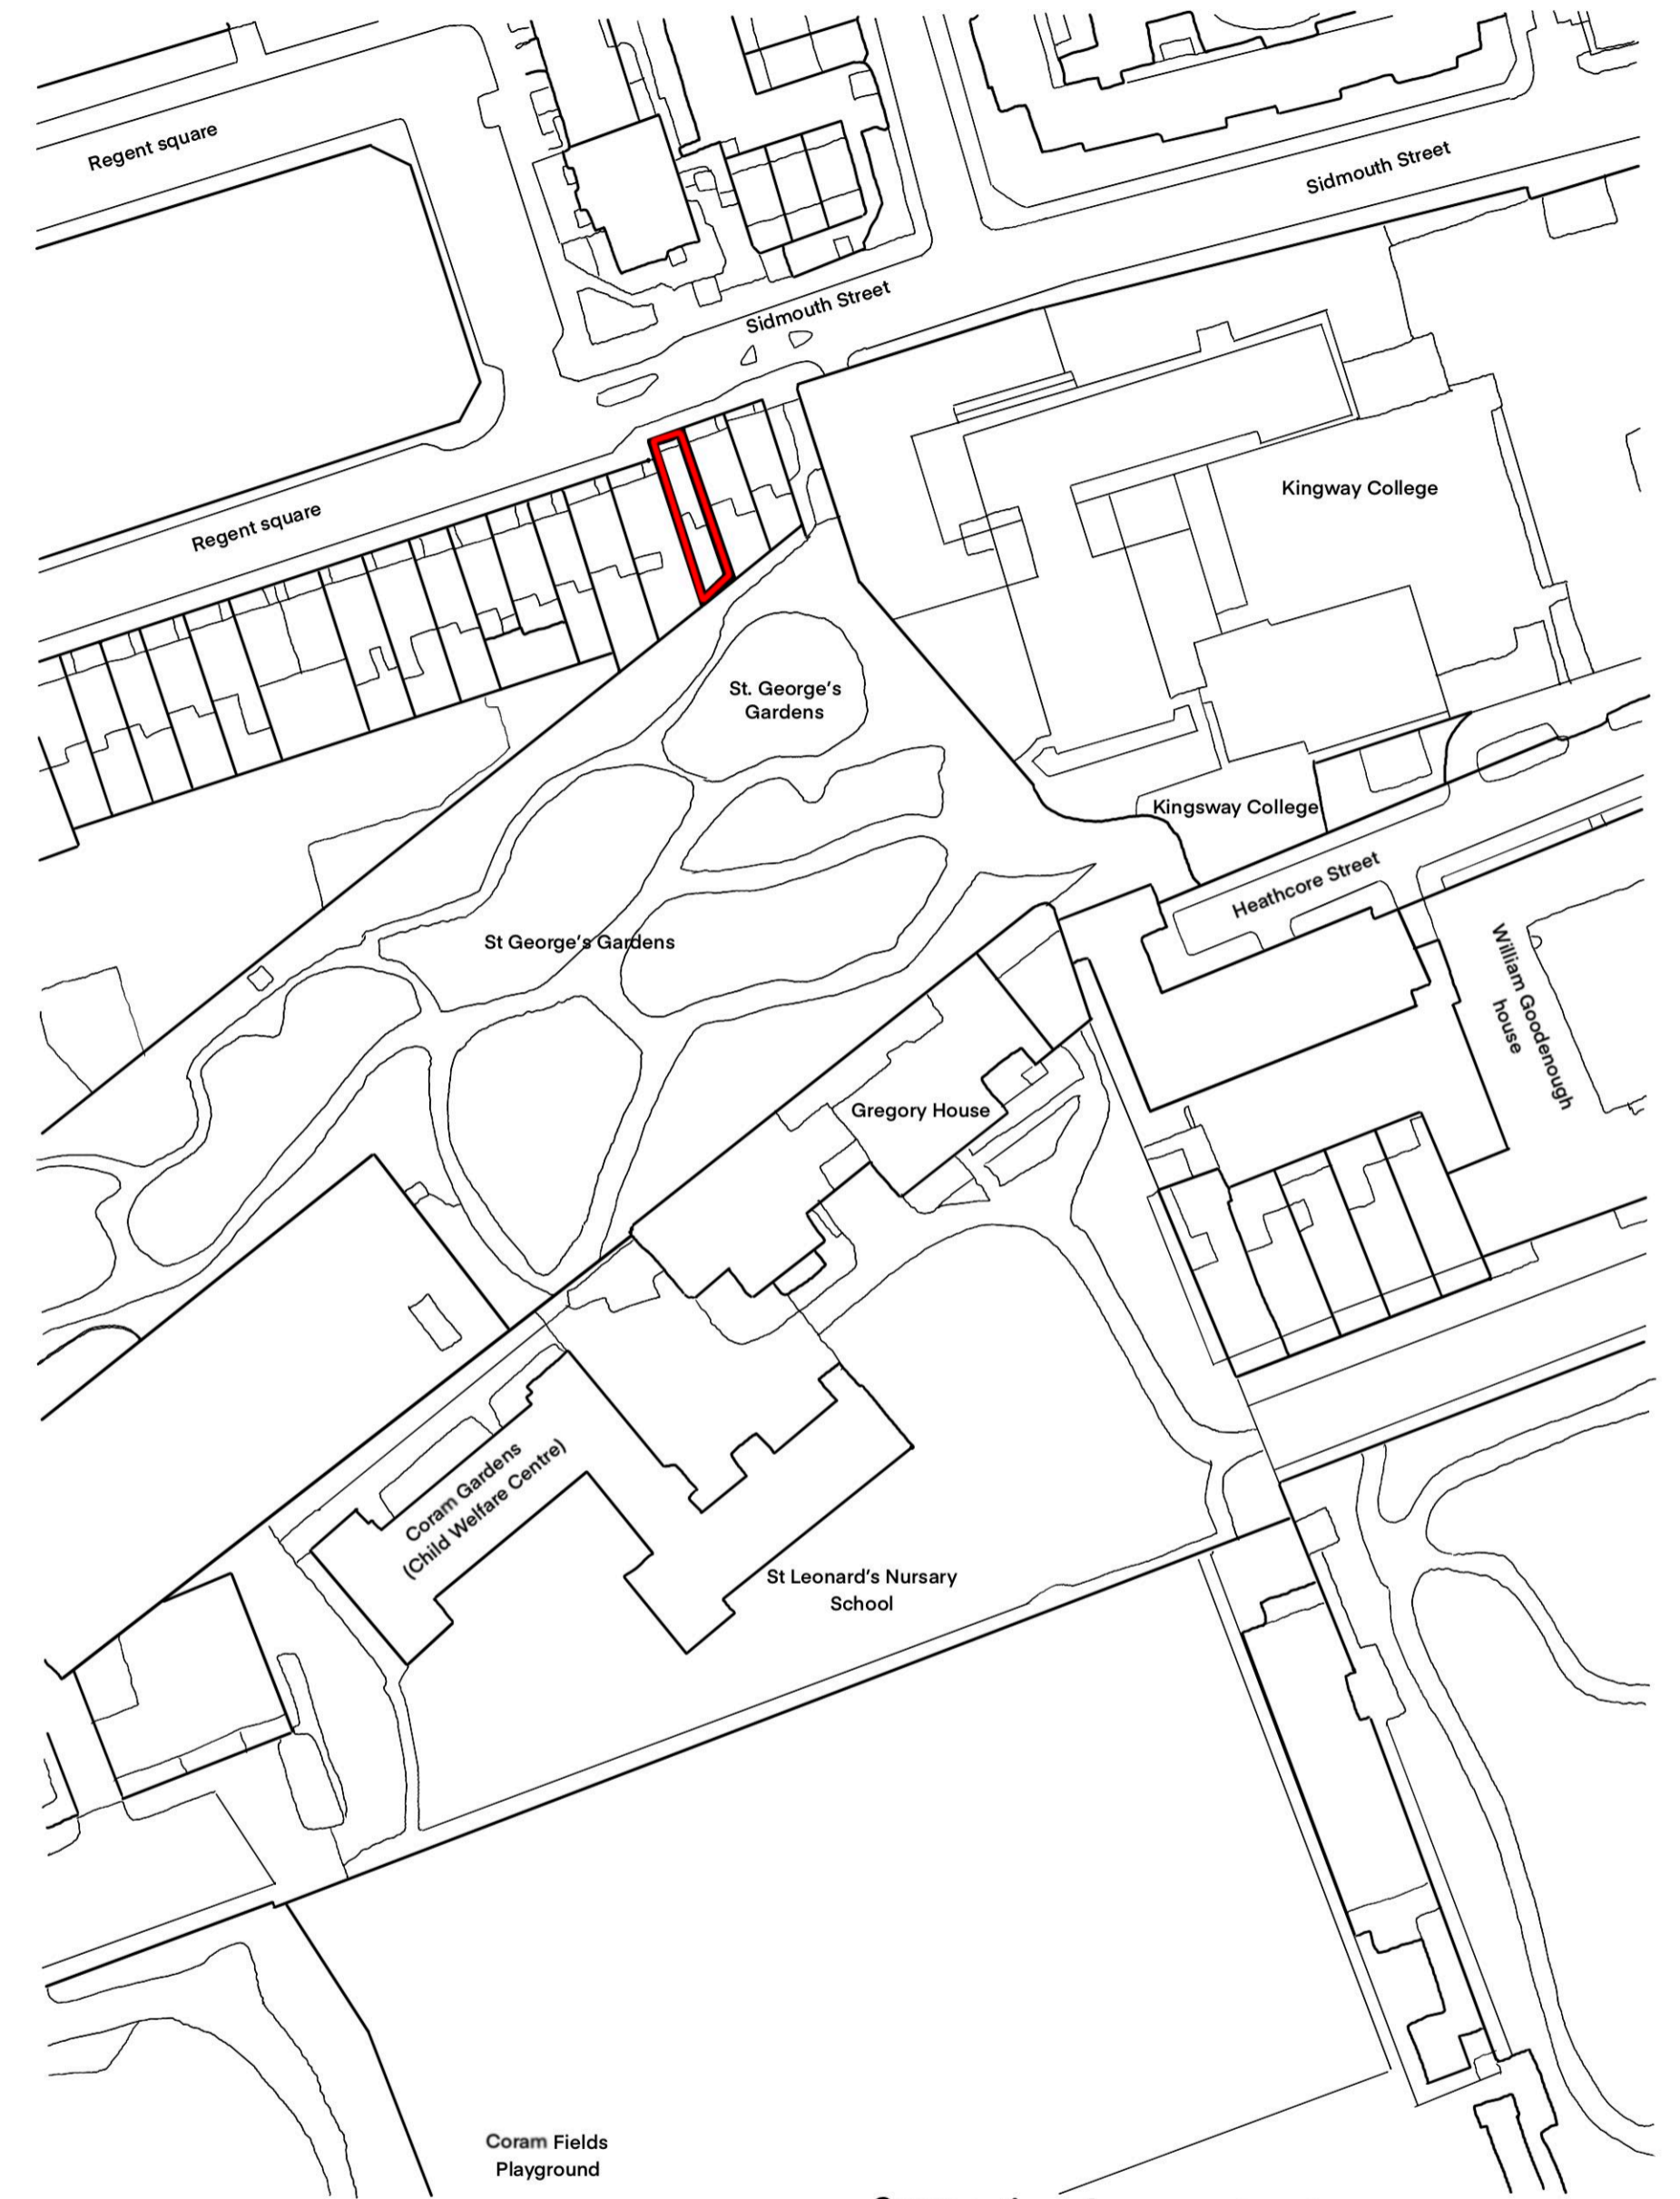 Regent square
Sidmouth Street
Sidmouth Street
Kingway College
Regent square
St. George's
Gardens
Kingsway College
Heathcore Street
St George's Gardens
William Goodenough
house
Gregory House
Coram Gardens
(Child Welfare Centre)
St Leonard's Nursary
School
Coram Fields
Playground